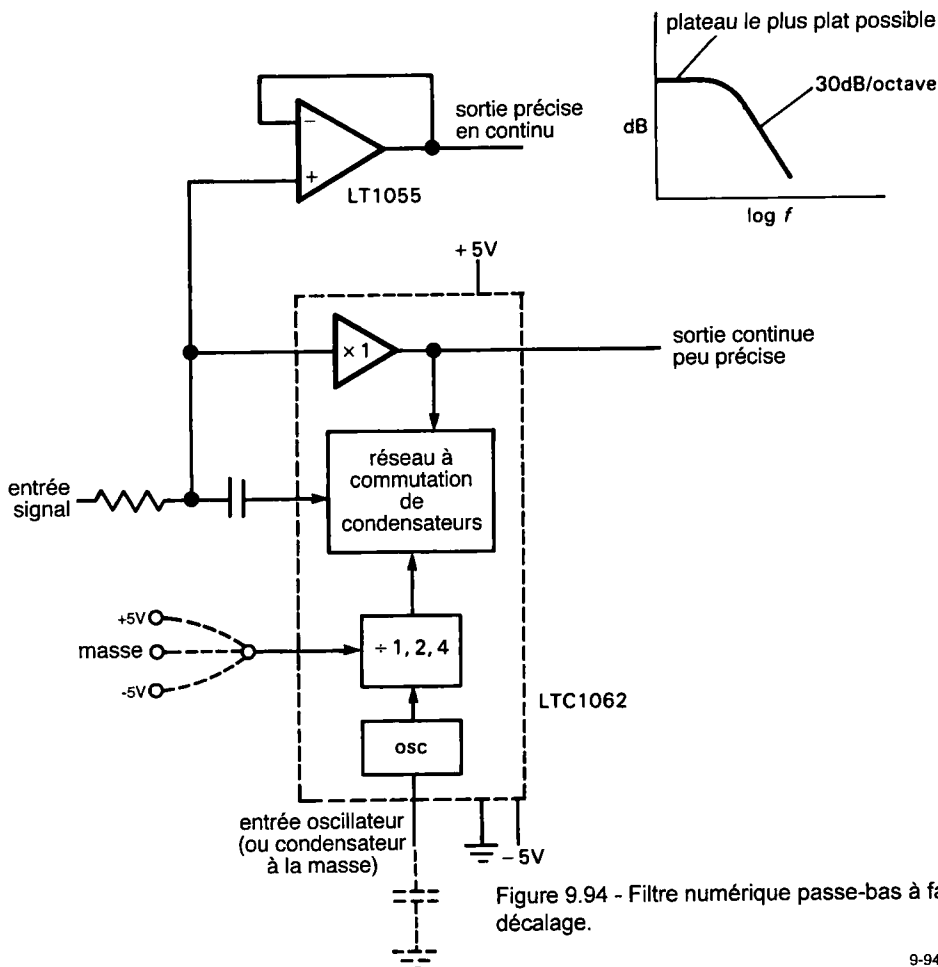 plateau le plus plat possible
30dB/octave
dB
log f
sortie précise
en continu
−
+
LT1055
+5V
× 1
sortie continue
peu précise
réseau à
commutation
de
condensateurs
entrée
signal
+5V
masse
-5V
÷ 1, 2, 4
LTC1062
osc
entrée oscillateur
(ou condensateur
à la masse)
− 5V
Figure 9.94 - Filtre numérique passe-bas à
décalage.
9-94